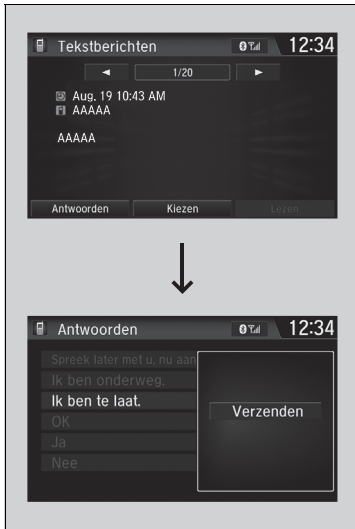 Tekstberichten 12:34
◄ 1/20 ►
Aug. 19 10:43 AM
AAAAA
AAAAA
Antwoorden Kiezen Lezen
Antwoorden 12:34
Spreek later met u, nu aan
Ik ben onderweg.
Ik ben te laat.
Verzenden
OK
Ja
Nee